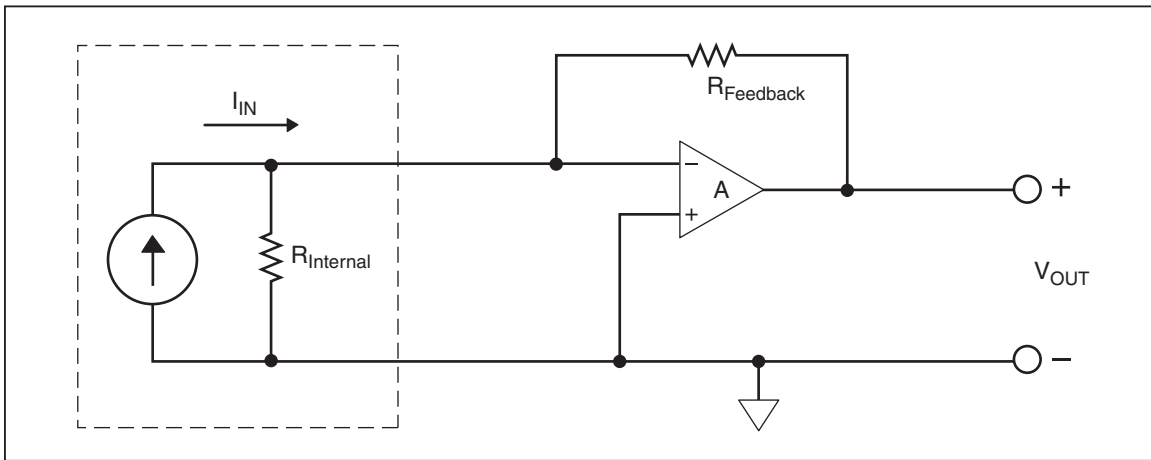 I_IN
R_Feedback
−
A
+
R_Internal
+
V_OUT
−